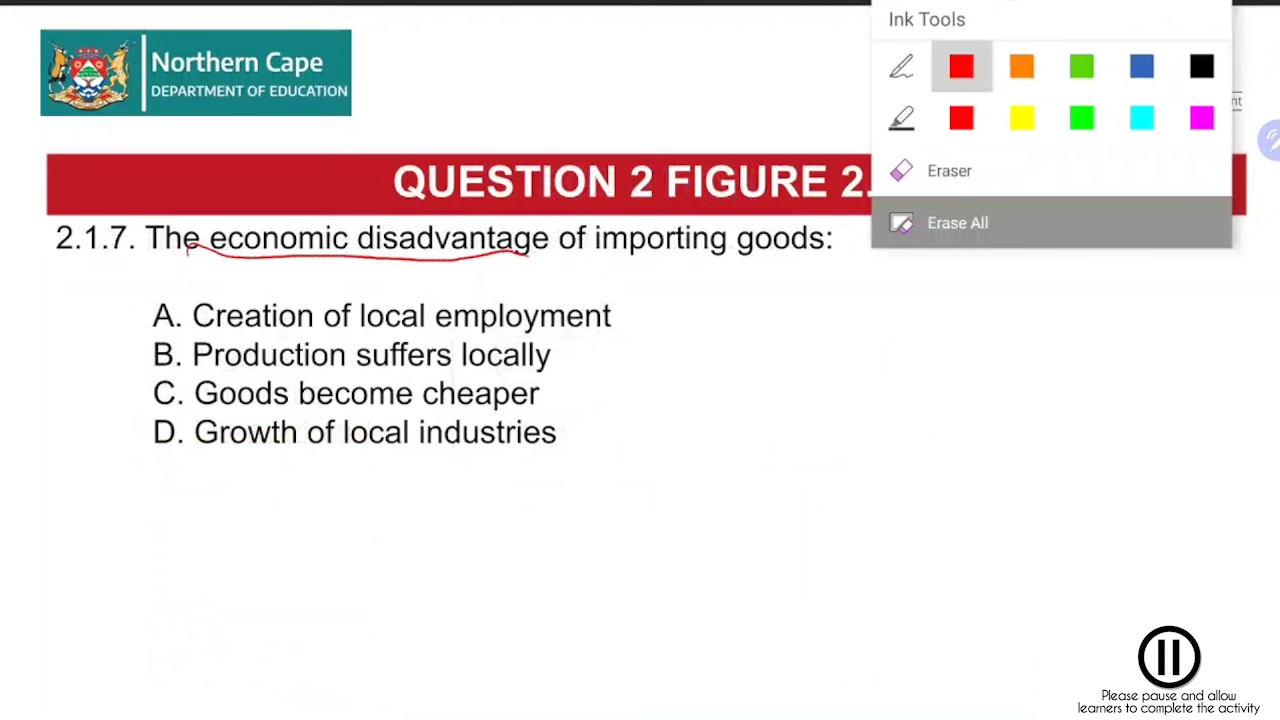 Ink Tools
Northern Cape
DEPARTMENT OF EDUCATION
nt
Eraser
QUESTION 2 FIGURE 2.
Erase All
2.1.7. The economic disadvantage of importing goods:
A. Creation of local employment
B. Production suffers locally
C. Goods become cheaper
D. Growth of local industries
Please pause and allow
learners to complete the activity